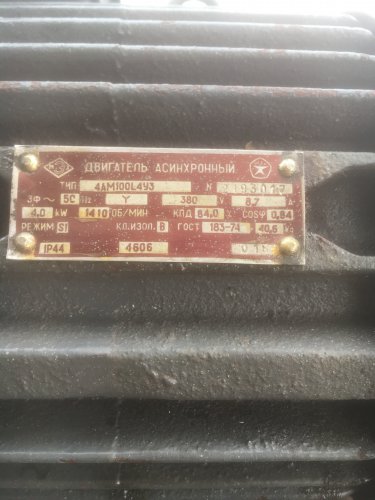 ДВИГАТЕЛЬ АСИНХРОННЫЙ
ТИП 4АМ100L4У3 N
3Ф ~ 50 Hz Y 380 V 8,7 A
4,0 kW 1410 ОБ/МИН КПД 84,0 % COSφ 0,84
РЕЖИМ S1 КЛ.ИЗОЛ. В ГОСТ 183-74 40,6 Kg
IP44 4606